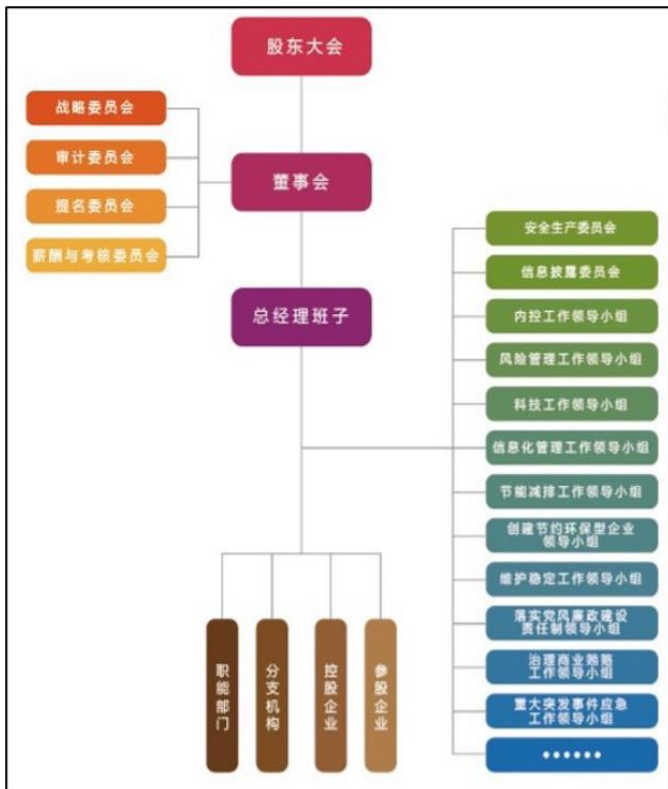 股东大会
战略委员会
审计委员会
提名委员会
薪酬与考核委员会
董事会
总经理班子
安全生产委员会
信息披露委员会
内控工作领导小组
风险管理工作领导小组
科技工作领导小组
信息化管理工作领导小组
节能减排工作领导小组
创建节约环保型企业
领导小组
维护稳定工作领导小组
落实党风廉政建设
责任制领导小组
治理商业贿赂
工作领导小组
重大突发事件应急
工作领导小组
••••••
职能部门
分支机构
控股企业
参股企业